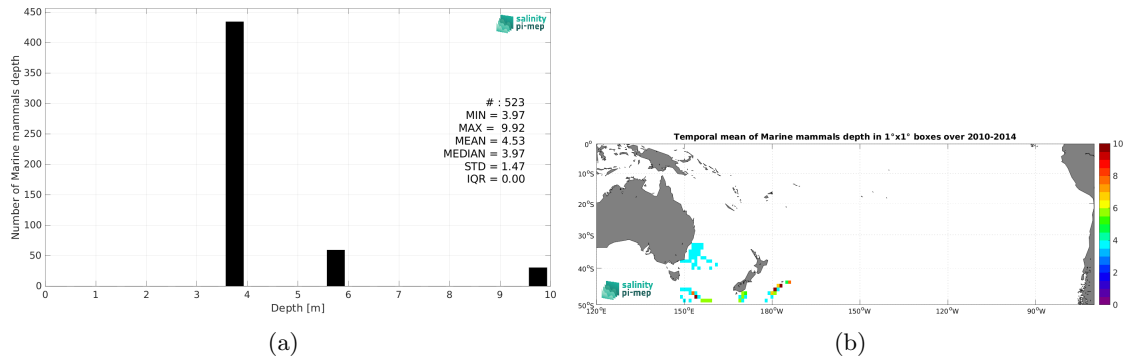 450
400
350
300
250
200
150
100
50
0
Number of Marine mammals depth
salinity
pi-mep
# : 523
MIN = 3.97
MAX = 9.92
MEAN = 4.53
MEDIAN = 3.97
STD = 1.47
IQR = 0.00
0 1 2 3 4 5 6 7 8 9 10
Depth [m]
(a)
Temporal mean of Marine mammals depth in 1°x1° boxes over 2010-2014
0°
10°S
20°S
30°S
40°S
50°S
120°E 150°E 180°W 150°W 120°W 90°W
salinity
pi-mep
10
8
6
4
2
0
(b)